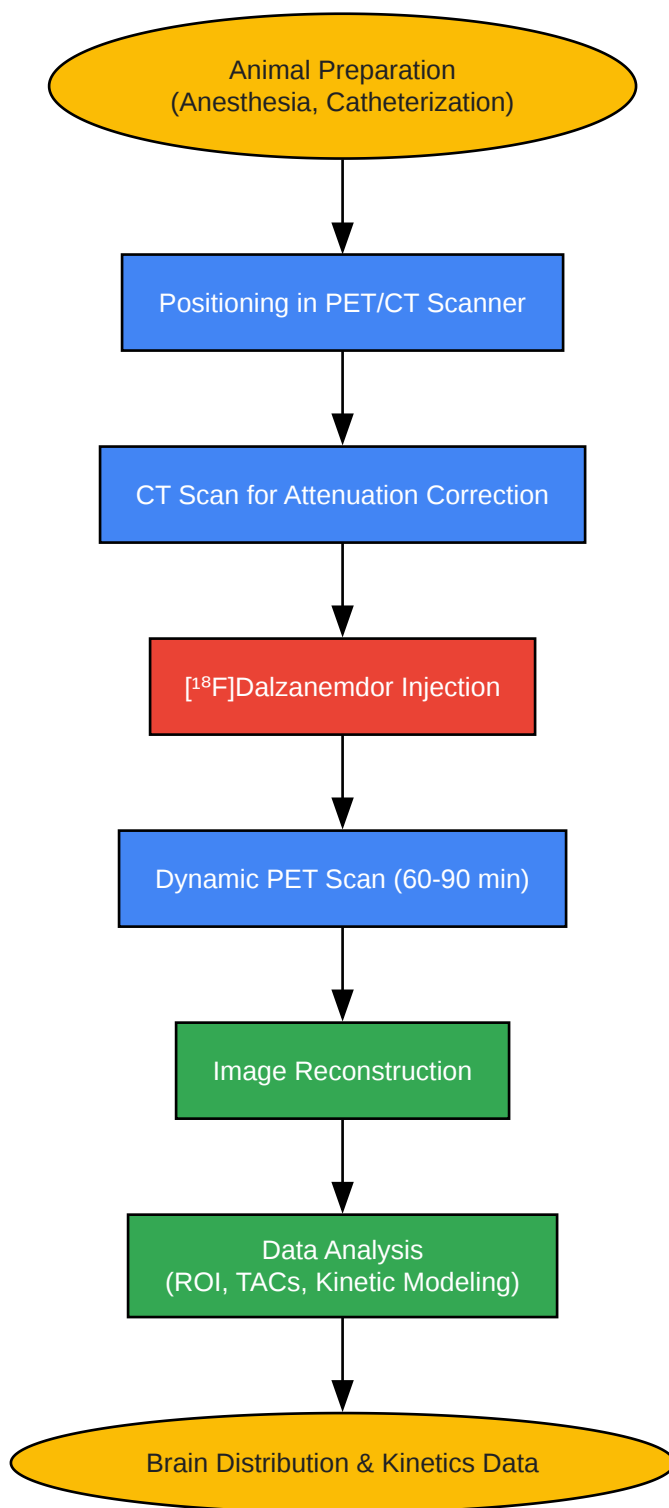 Animal Preparation
(Anesthesia, Catheterization)
Positioning in PET/CT Scanner
CT Scan for Attenuation Correction
[¹⁸F]Dalzanemdor Injection
Dynamic PET Scan (60-90 min)
Image Reconstruction
Data Analysis
(ROI, TACs, Kinetic Modeling)
Brain Distribution & Kinetics Data